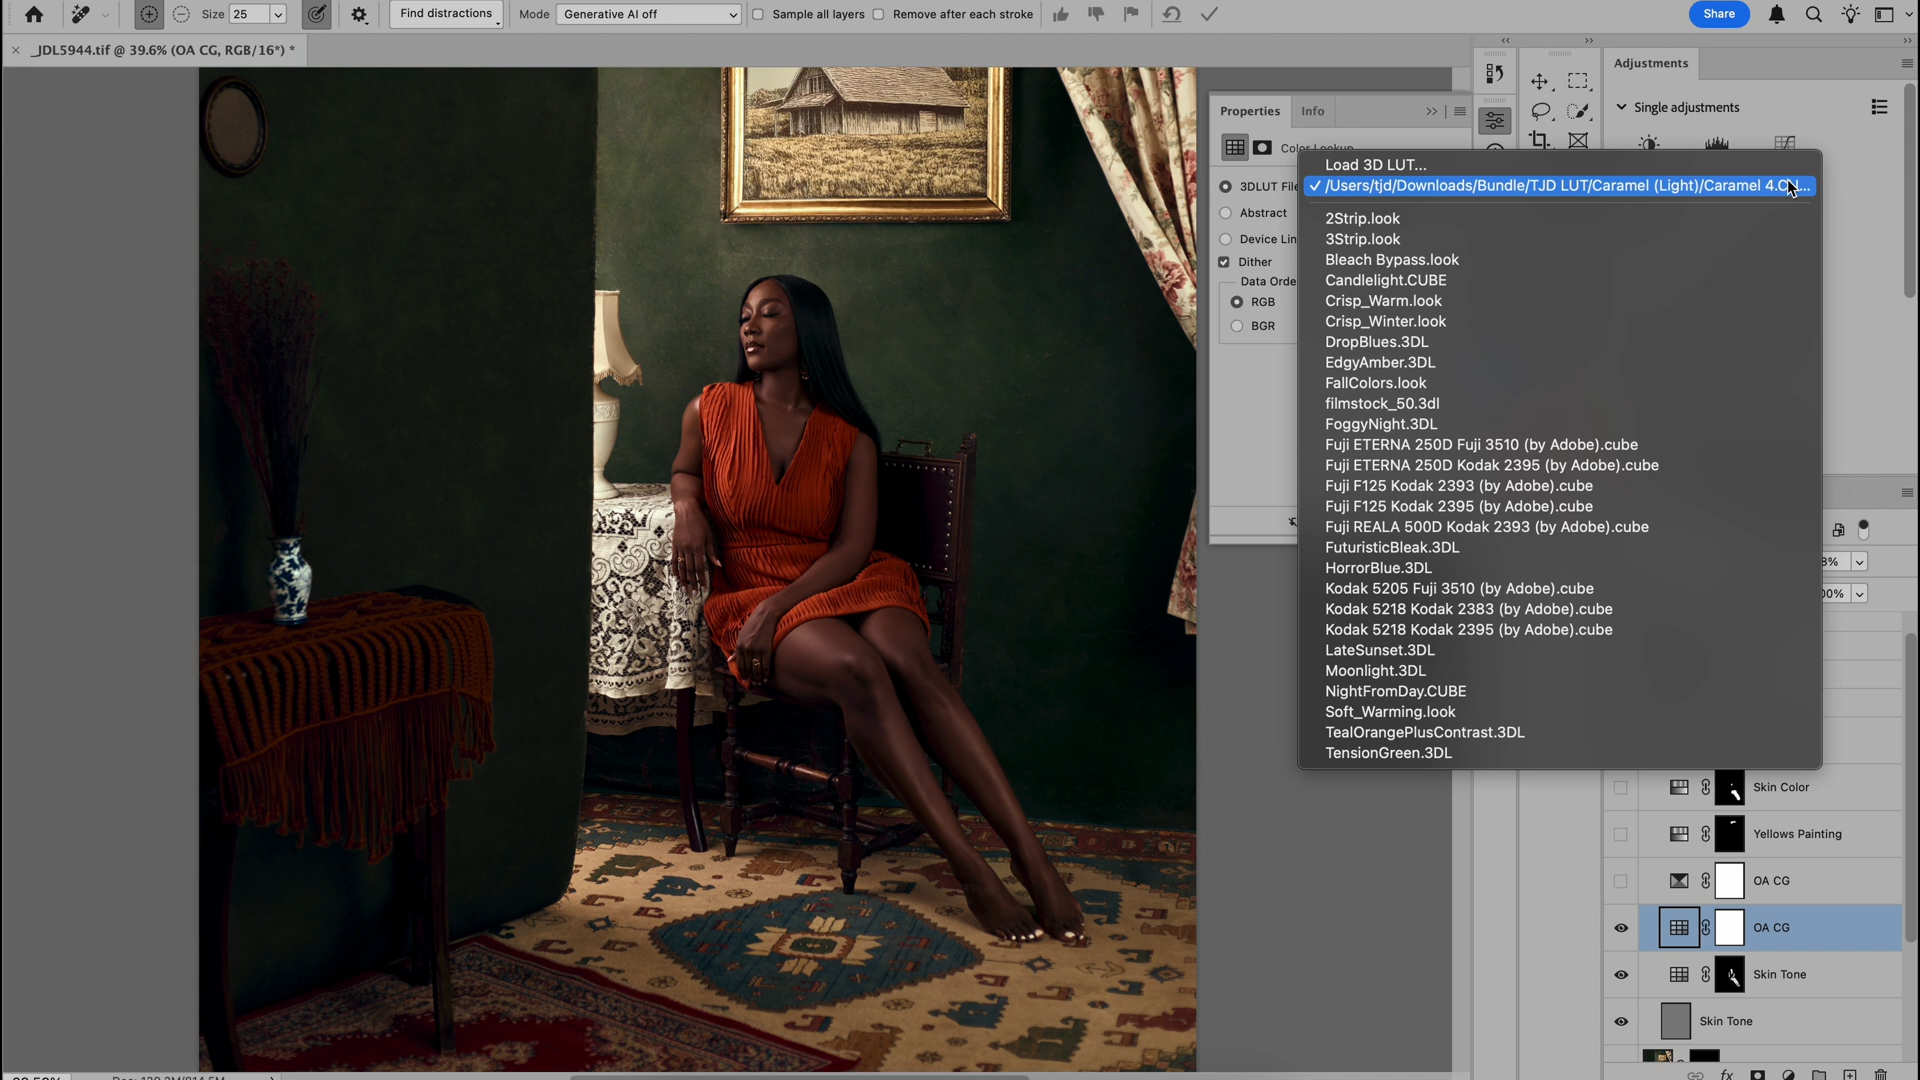 Size 25 Find distractions Mode Generative AI off Sample all layers Remove after each stroke Share
_JDL5944.tif @ 39.6% (OA CG, RGB/16*) *
Adjustments
Single adjustments
Properties Info
Color Lookup
3DLUT File
Abstract
Device Lin
Dither
Data Orde
RGB
BGR
Load 3D LUT...
/Users/tjd/Downloads/Bundle/TJD LUT/Caramel (Light)/Caramel 4.
2Strip.look
3Strip.look
Bleach Bypass.look
Candlelight.CUBE
Crisp_Warm.look
Crisp_Winter.look
DropBlues.3DL
EdgyAmber.3DL
FallColors.look
filmstock_50.3dl
FoggyNight.3DL
Fuji ETERNA 250D Fuji 3510 (by Adobe).cube
Fuji ETERNA 250D Kodak 2395 (by Adobe).cube
Fuji F125 Kodak 2393 (by Adobe).cube
Fuji F125 Kodak 2395 (by Adobe).cube
Fuji REALA 500D Kodak 2393 (by Adobe).cube
FuturisticBleak.3DL
HorrorBlue.3DL
Kodak 5205 Fuji 3510 (by Adobe).cube
Kodak 5218 Kodak 2383 (by Adobe).cube
Kodak 5218 Kodak 2395 (by Adobe).cube
LateSunset.3DL
Moonlight.3DL
NightFromDay.CUBE
Soft_Warming.look
TealOrangePlusContrast.3DL
TensionGreen.3DL
8%
00%
Skin Color
Yellows Painting
OA CG
OA CG
Skin Tone
Skin Tone
fx